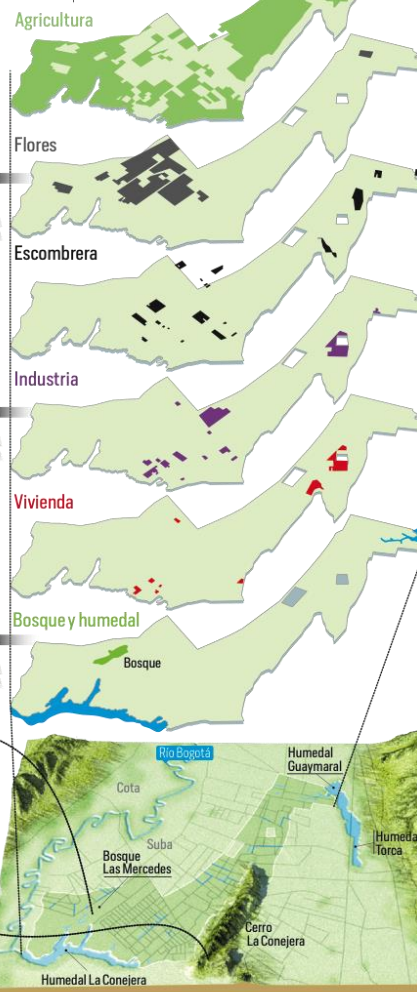 Agricultura
Flores
Escombrera
Industria
Vivienda
Bosque y humedal
Bosque
Río Bogotá
Humedal
Guaymaral
Cota
Suba
Bosque
Las Mercedes
Humeda
Torca
Cerro
La Conejera
Humedal La Conejera